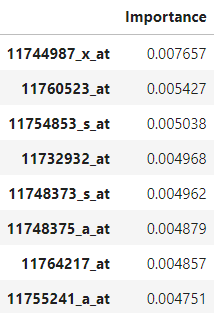 Importance
11744987_x_at 0.007657
11760523_at 0.005427
11754853_s_at 0.005038
11732932_at 0.004968
11748373_s_at 0.004962
11748375_a_at 0.004879
11764217_at 0.004857
11755241_a_at 0.004751